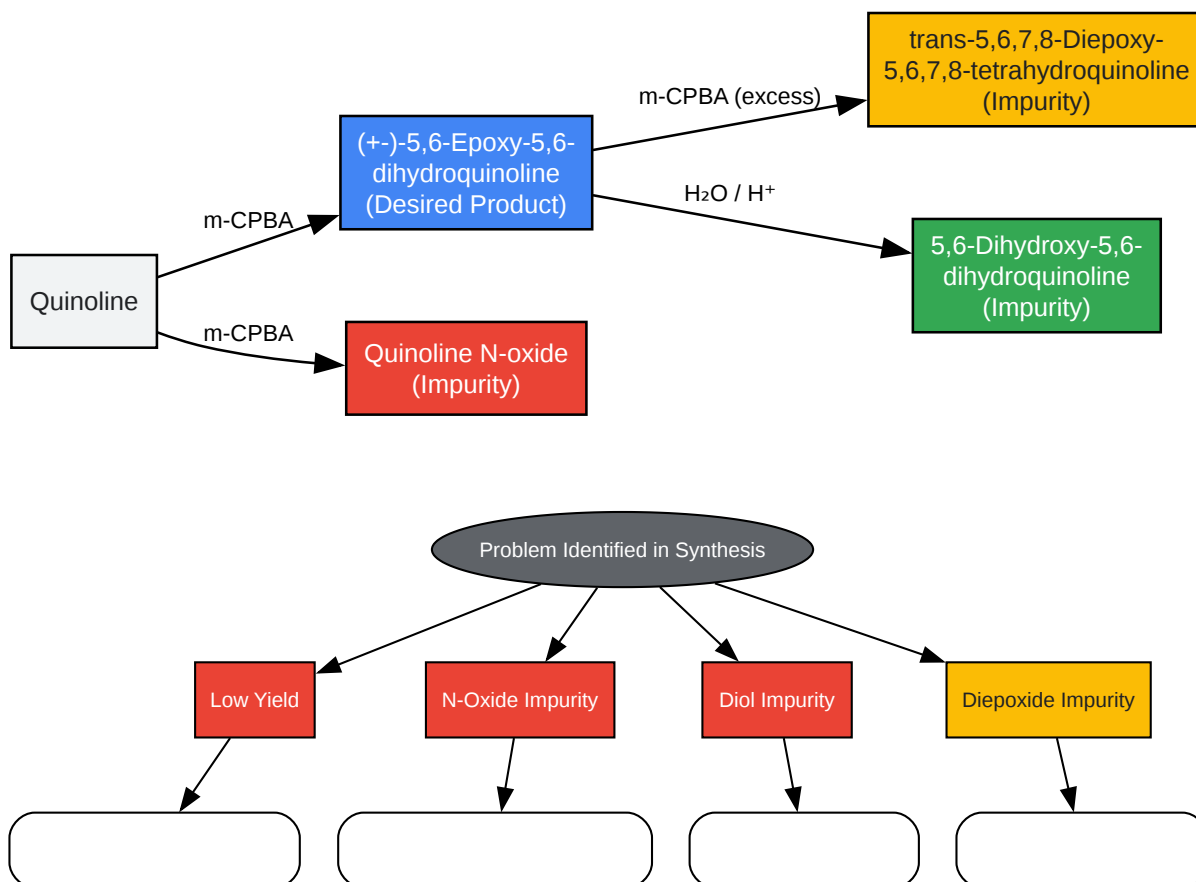 trans-5,6,7,8-Diepoxy-
5,6,7,8-tetrahydroquinoline
(Impurity)
m-CPBA (excess)
(+-)-5,6-Epoxy-5,6-
dihydroquinoline
(Desired Product)
H₂O / H⁺
m-CPBA
5,6-Dihydroxy-5,6-
dihydroquinoline
(Impurity)
Quinoline
m-CPBA
Quinoline N-oxide
(Impurity)
Problem Identified in Synthesis
Low Yield
N-Oxide Impurity
Diol Impurity
Diepoxide Impurity